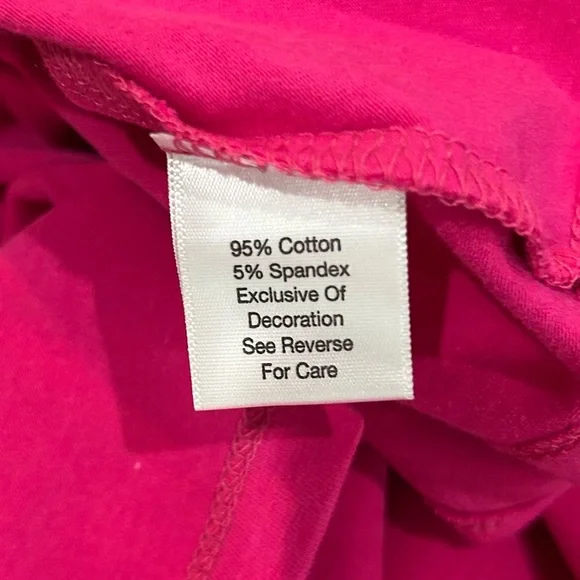 95% Cotton
5% Spandex
Exclusive Of
Decoration
See Reverse
For Care